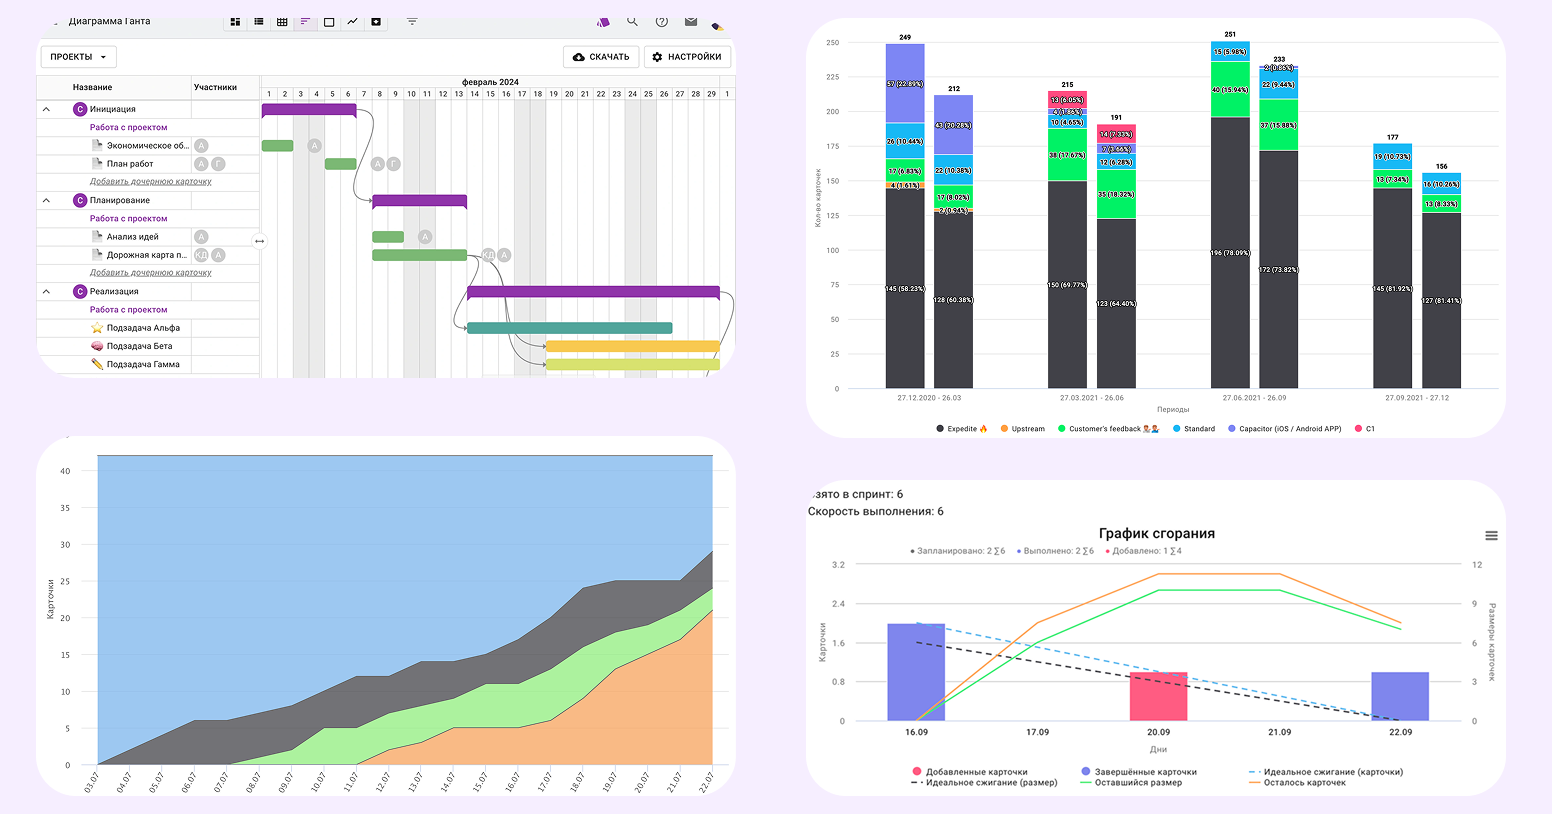 Диаграмма Ганта
ПРОЕКТЫ
СКАЧАТЬ
НАСТРОЙКИ
Название
Участники
февраль 2024
1 2 3 4 5 6 7 8 9 10 11 12 13 14 15 16 17 18 19 20 21 22 23 24 25 26 27 28 29 1
С Инициация
Работа с проектом
Экономическое об... А
А
План работ А Г
А Г
Добавить дочернюю карточку
С Планирование
Работа с проектом
Анализ идей А
А
Дорожная карта п... КД А
КД А
Добавить дочернюю карточку
С Реализация
Работа с проектом
Подзадача Альфа
Подзадача Бета
Подзадача Гамма
Кол-во карточек
250
225
200
175
150
125
100
75
50
25
0
249
57 (22.89%)
26 (10.44%)
17 (6.83%)
4 (1.61%)
145 (58.23%)
212
43 (20.28%)
22 (10.38%)
17 (8.02%)
2 (0.94%)
128 (60.38%)
215
13 (6.05%)
4 (1.86%)
10 (4.65%)
38 (17.67%)
150 (69.77%)
191
14 (7.33%)
7 (3.66%)
12 (6.28%)
35 (18.32%)
123 (64.40%)
251
15 (5.98%)
40 (15.94%)
196 (78.09%)
233
2 (0.86%)
22 (9.44%)
37 (15.88%)
172 (73.82%)
177
19 (10.73%)
13 (7.34%)
145 (81.92%)
156
16 (10.26%)
13 (8.33%)
127 (81.41%)
27.12.2020 - 26.03
27.03.2021 - 26.06
27.06.2021 - 26.09
27.09.2021 - 27.12
Периоды
Expedite 🔥 Upstream Customer's feedback Standard Capacitor (iOS / Android APP) C1
Карточки
40
35
30
25
20
15
10
5
0
03.07 04.07 05.07 06.07 07.07 08.07 09.07 10.07 11.07 12.07 13.07 14.07 15.07 16.07 17.07 18.07 19.07 20.07 21.07 22.07
зято в спринт: 6
Скорость выполнения: 6
График сгорания
Запланировано: 2 ∑6 Выполнено: 2 ∑6 Добавлено: 1 ∑4
Карточки
3.2
2.4
1.6
0.8
0
12
9
6
3
0
Размеры карточек
16.09 17.09 20.09 21.09 22.09
Дни
Добавленные карточки Завершённые карточки Идеальное сжигание (карточки)
Идеальное сжигание (размер) Оставшийся размер Осталось карточек